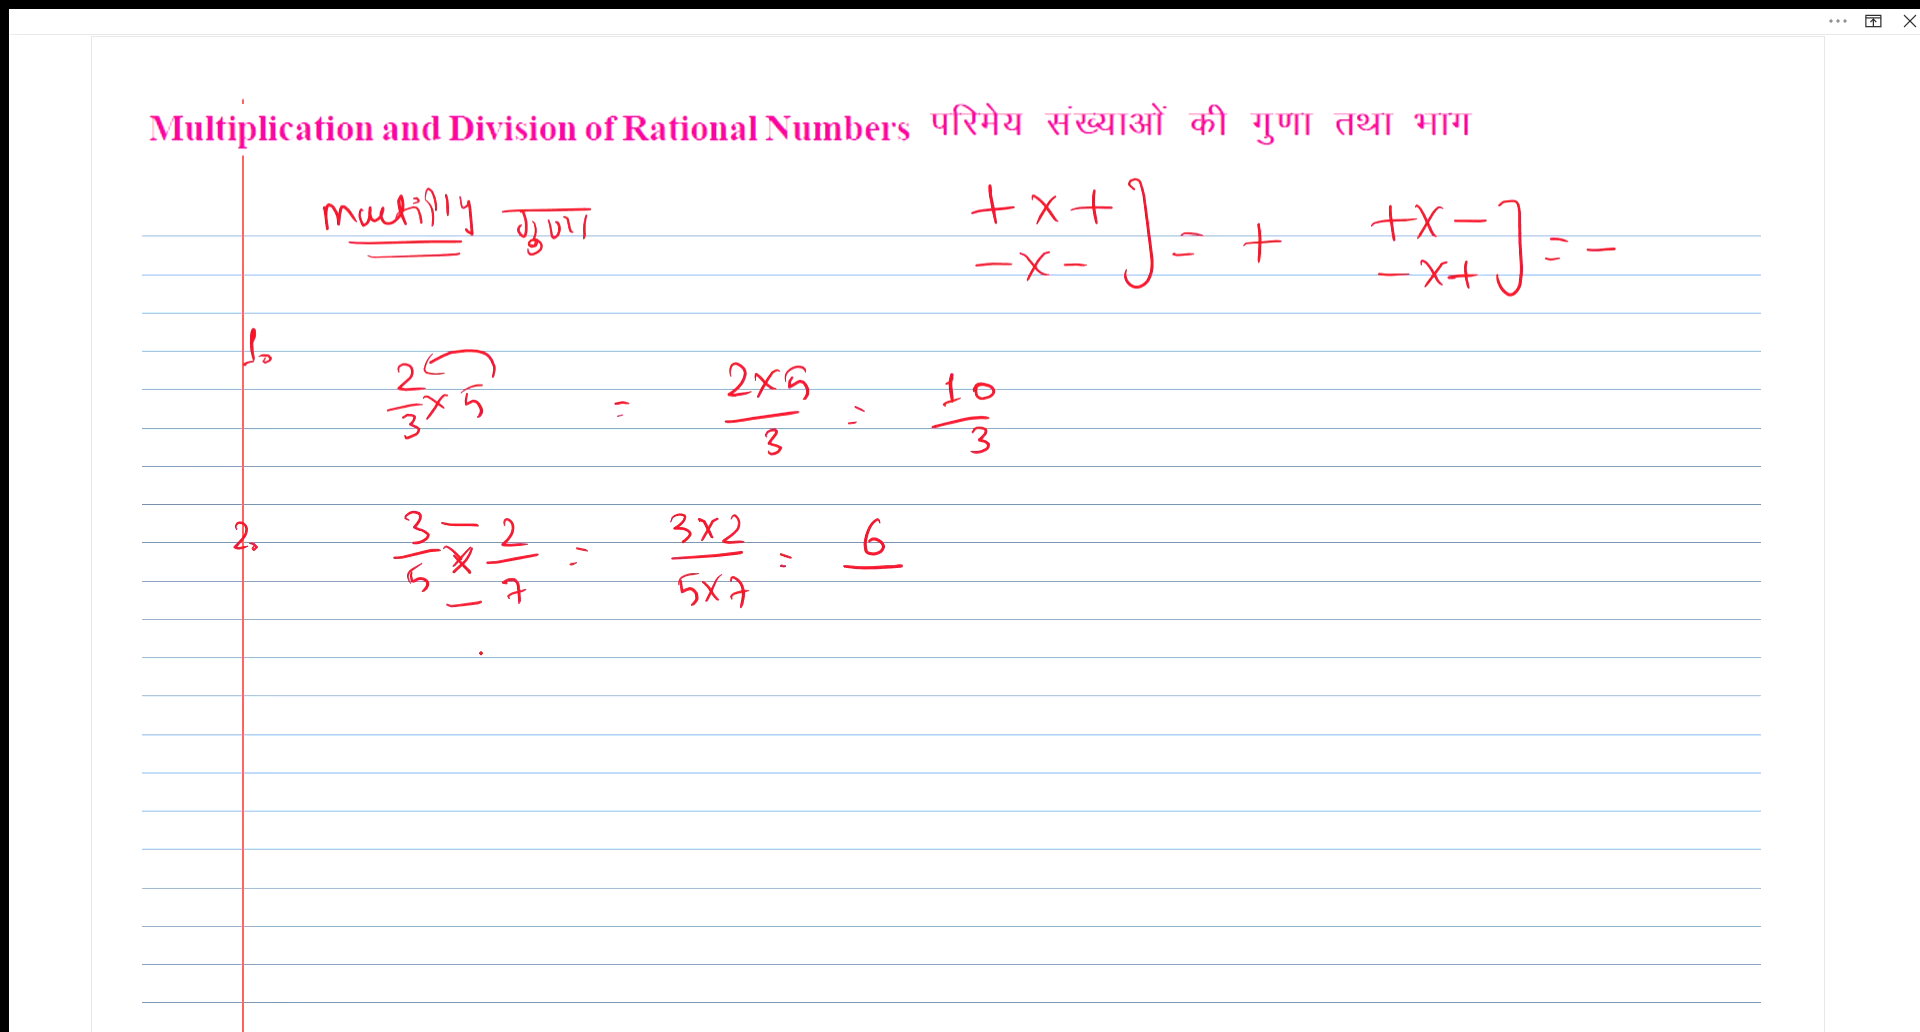 Multiplication and Division of Rational Numbers परिमेय संख्याओं की गुणा तथा भाग
गुणा
+ x + ] = + + x - ] = -
- x - - x +
1. 2/3 x 5 = 2x5/3 = 10/3
2. 3/5 x 2/7 = 3x2/5x7 = 6/